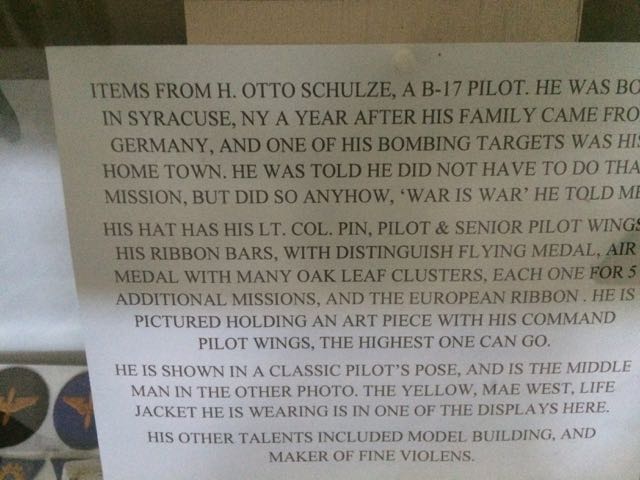 ITEMS FROM H. OTTO SCHULZE, A B-17 PILOT. HE WAS BO
IN SYRACUSE, NY A YEAR AFTER HIS FAMILY CAME FRO
GERMANY, AND ONE OF HIS BOMBING TARGETS WAS HIS
HOME TOWN. HE WAS TOLD HE DID NOT HAVE TO DO THA
MISSION, BUT DID SO ANYHOW, ‘WAR IS WAR’ HE TOLD ME
HIS HAT HAS HIS LT. COL. PIN, PILOT & SENIOR PILOT WINGS
HIS RIBBON BARS, WITH DISTINGUISH FLYING MEDAL, AIR
MEDAL WITH MANY OAK LEAF CLUSTERS, EACH ONE FOR 5
ADDITIONAL MISSIONS, AND THE EUROPEAN RIBBON . HE IS
PICTURED HOLDING AN ART PIECE WITH HIS COMMAND
PILOT WINGS, THE HIGHEST ONE CAN GO.
HE IS SHOWN IN A CLASSIC PILOT’S POSE, AND IS THE MIDDLE
MAN IN THE OTHER PHOTO. THE YELLOW, MAE WEST, LIFE
JACKET HE IS WEARING IS IN ONE OF THE DISPLAYS HERE.
HIS OTHER TALENTS INCLUDED MODEL BUILDING, AND
MAKER OF FINE VIOLENS.